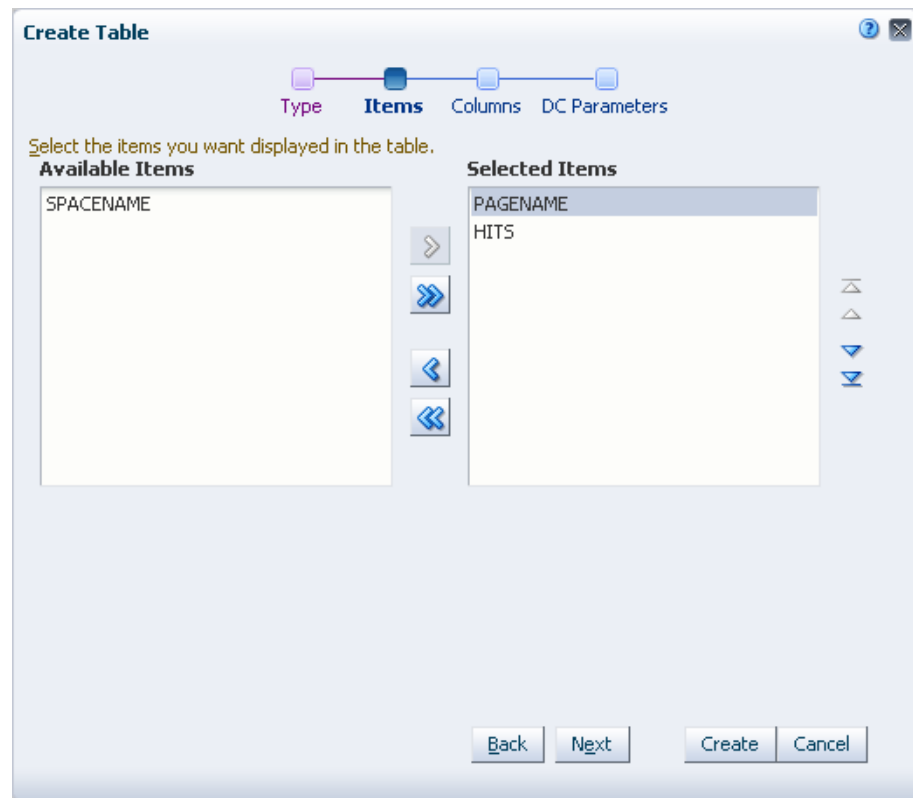 Create Table
Type Items Columns DC Parameters
Select the items you want displayed in the table.
Available Items Selected Items
SPACENAME PAGENAME
HITS
Back Next Create Cancel